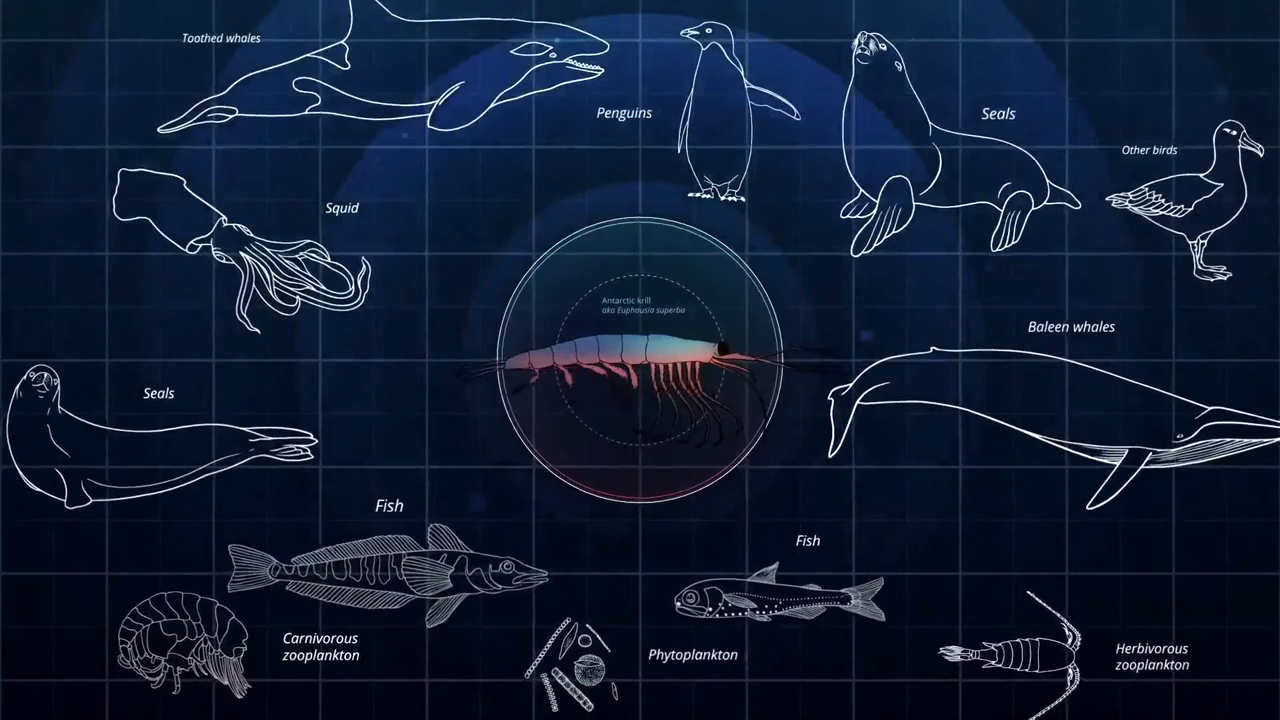 Toothed whales
Penguins
Seals
Other birds
Squid
Antarctic krill
aka Euphausia superba
Baleen whales
Seals
Fish
Fish
Carnivorous
zooplankton
Phytoplankton
Herbivorous
zooplankton